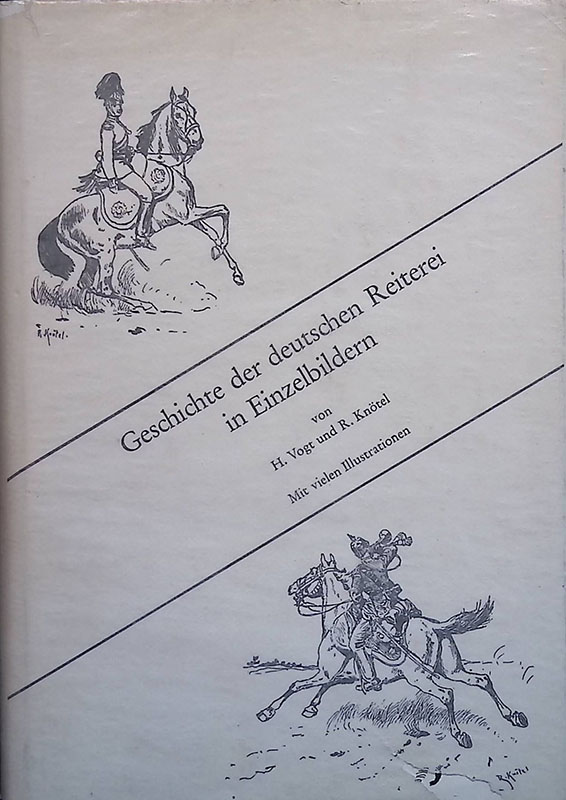 R. Knötel.
Geschichte der deutschen Reiterei
in Einzelbildern
von
H. Vogt und R. Knötel
Mit vielen Illustrationen
R. Knötel